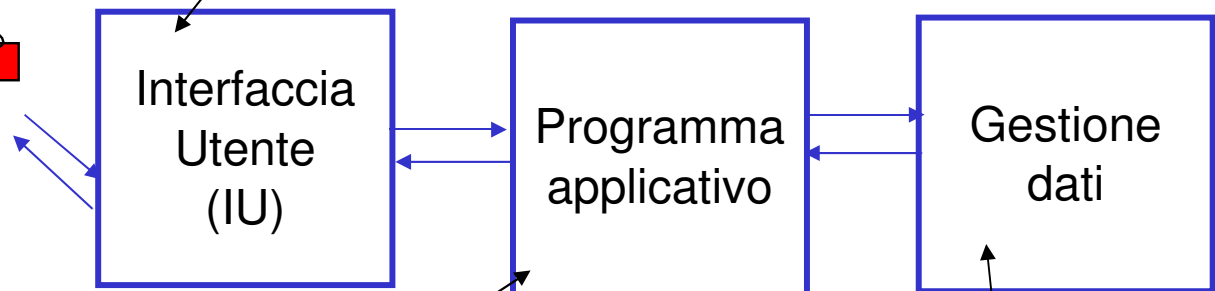 Interfaccia
Utente
(IU)
Programma
applicativo
Gestione
dati